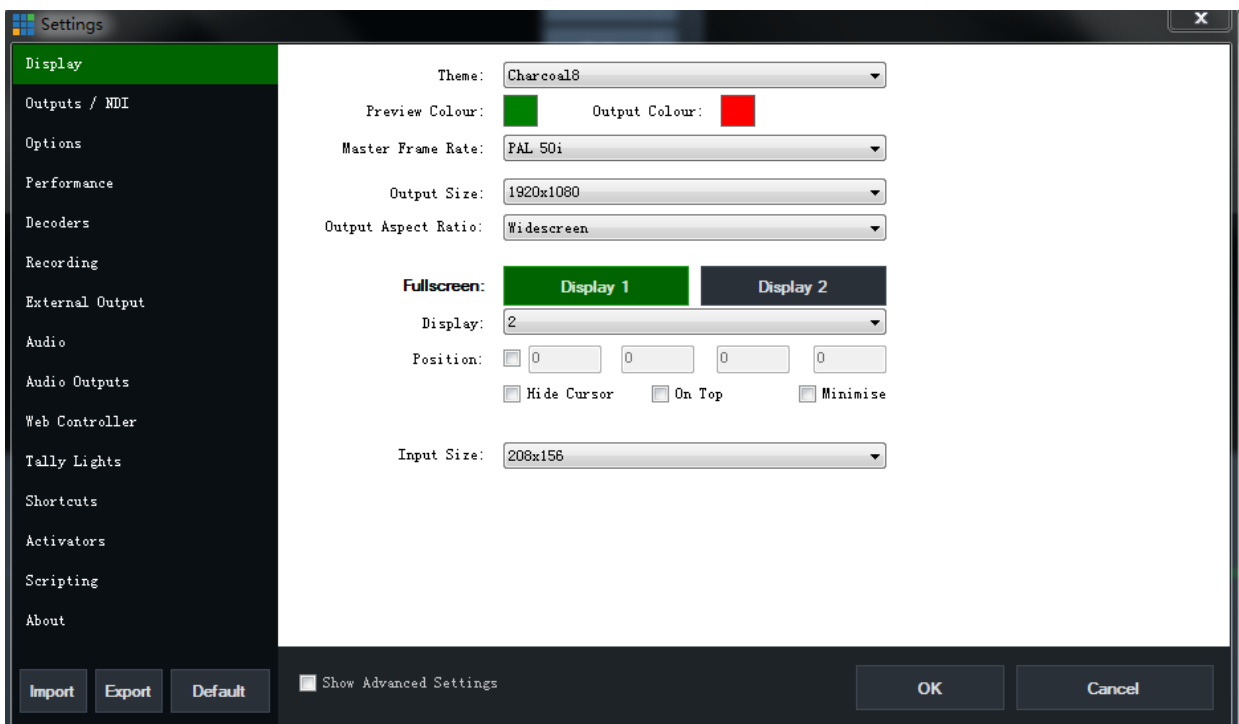 Settings
x
Display
Outputs / NDI
Options
Performance
Decoders
Recording
External Output
Audio
Audio Outputs
Web Controller
Tally Lights
Shortcuts
Activators
Scripting
About
Import Export Default
Theme: Charcoal8
Preview Colour: Output Colour:
Master Frame Rate: PAL 50i
Output Size: 1920x1080
Output Aspect Ratio: Widescreen
Fullscreen: Display 1 Display 2
Display: 2
Position: 0 0 0 0
Hide Cursor On Top Minimise
Input Size: 208x156
Show Advanced Settings OK Cancel